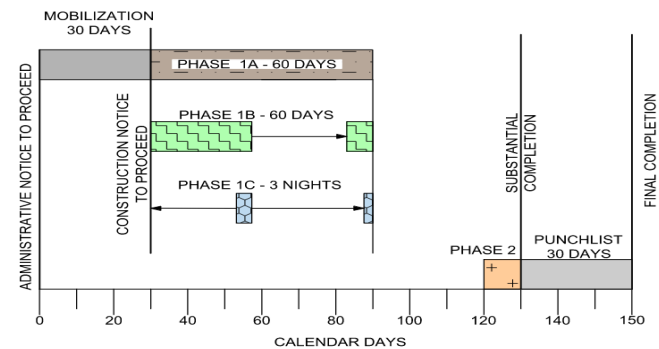 MOBILIZATION
30 DAYS
PHASE 1A - 60 DAYS
PHASE 1B - 60 DAYS
PHASE 1C - 3 NIGHTS
ADMINISTRATIVE NOTICE TO PROCEED
CONSTRUCTION NOTICE
TO PROCEED
SUBSTANTIAL
COMPLETION
FINAL COMPLETION
PHASE 2
PUNCHLIST
30 DAYS
0 20 40 60 80 100 120 130 140 150
CALENDAR DAYS